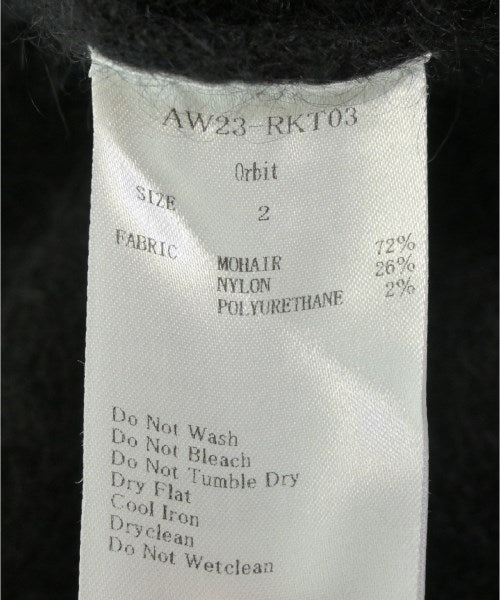 AW23-RKT03
Orbit
SIZE 2
FABRIC MOHAIR 72%
NYLON 26%
POLYURETHANE 2%
Do Not Wash
Do Not Bleach
Do Not Tumble Dry
Dry Flat
Cool Iron
Dryclean
Do Not Wetclean